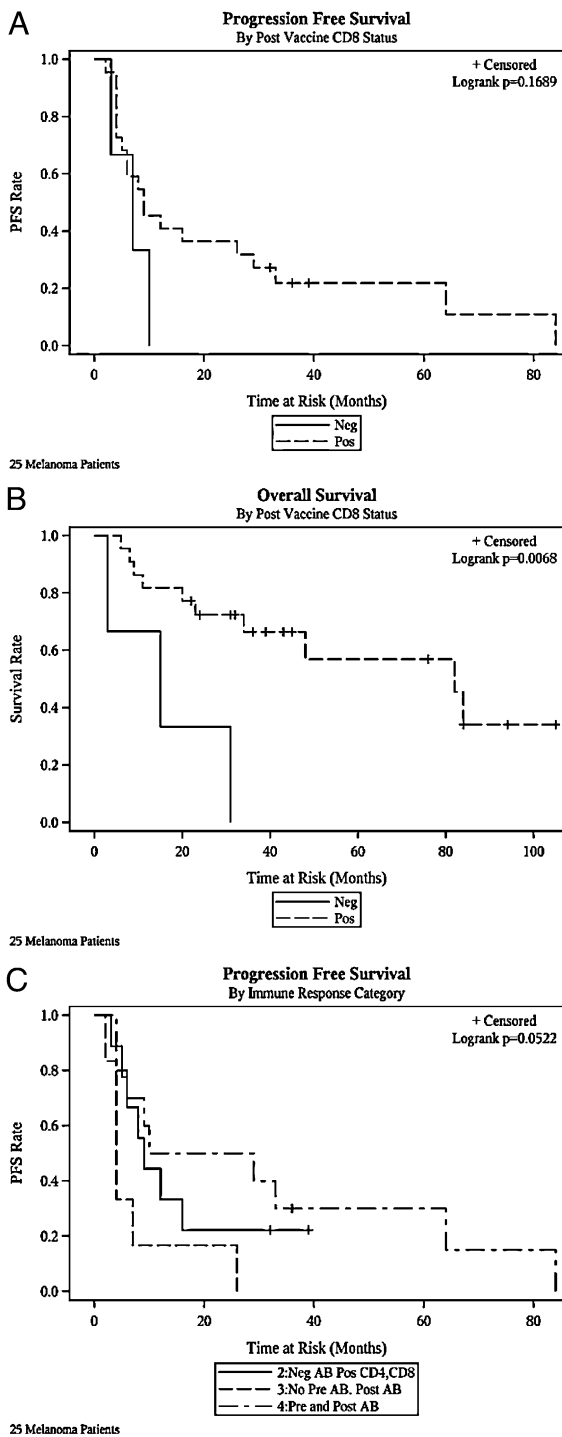 A
Progression Free Survival
By Post Vaccine CD8 Status
+ Censored
Logrank p=0.1689
1.0
0.8
0.6
0.4
0.2
0.0
PFS Rate
0 20 40 60 80
Time at Risk (Months)
Neg
Pos
25 Melanoma Patients
B
Overall Survival
By Post Vaccine CD8 Status
+ Censored
Logrank p=0.0068
1.0
0.8
0.6
0.4
0.2
0.0
Survival Rate
0 20 40 60 80 100
Time at Risk (Months)
Neg
Pos
25 Melanoma Patients
C
Progression Free Survival
By Immune Response Category
+ Censored
Logrank p=0.0522
1.0
0.8
0.6
0.4
0.2
0.0
PFS Rate
0 20 40 60 80
Time at Risk (Months)
2:Neg AB Pos CD4,CD8
3:No Pre AB. Post AB
4:Pre and Post AB
25 Melanoma Patients